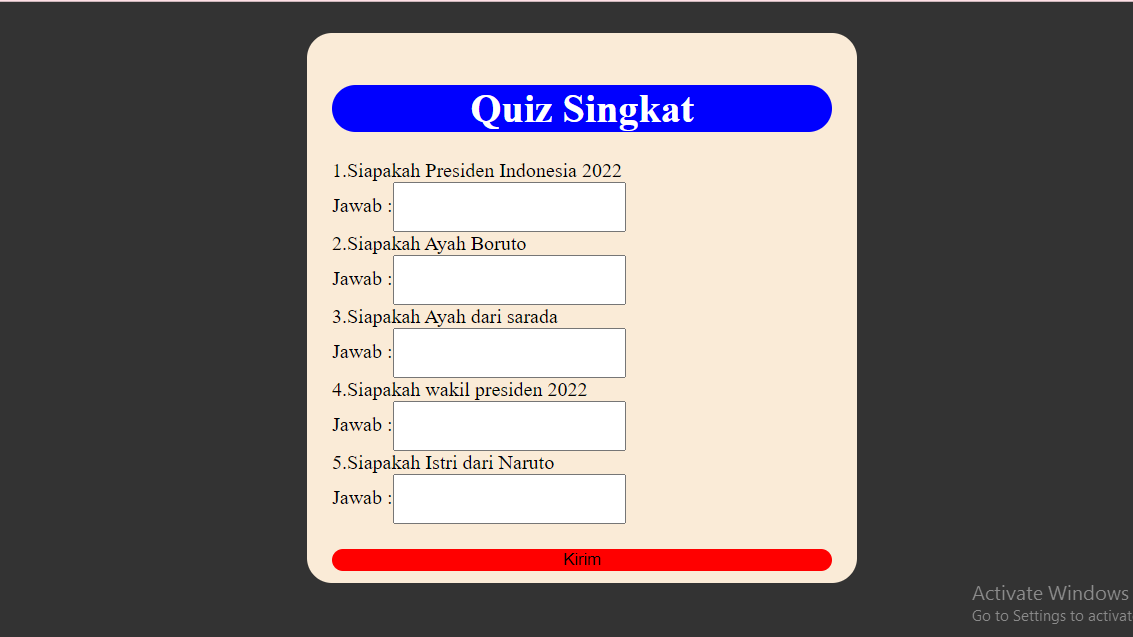 Quiz Singkat
1.Siapakah Presiden Indonesia 2022
Jawab :
2.Siapakah Ayah Boruto
Jawab :
3.Siapakah Ayah dari sarada
Jawab :
4.Siapakah wakil presiden 2022
Jawab :
5.Siapakah Istri dari Naruto
Jawab :
Kirim
Activate Windows
Go to Settings to activat